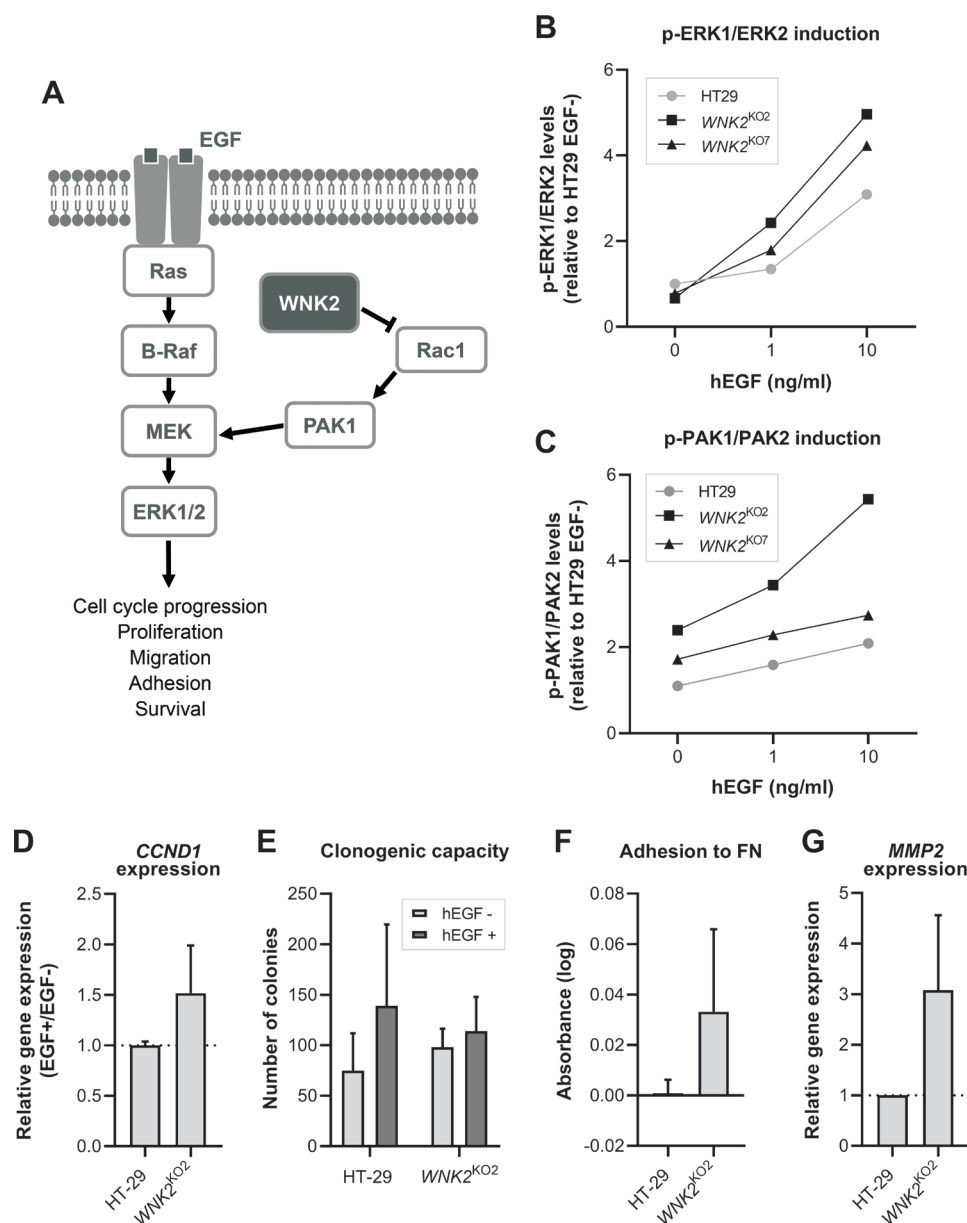 A
EGF
Ras
B-Raf
MEK
ERK1/2
WNK2
Rac1
PAK1
Cell cycle progression
Proliferation
Migration
Adhesion
Survival
B
p-ERK1/ERK2 induction
p-ERK1/ERK2 levels
(relative to HT29 EGF-)
6
4
2
0
HT29
WNK2KO2
WNK2KO7
0 1 10
hEGF (ng/ml)
C
p-PAK1/PAK2 induction
p-PAK1/PAK2 levels
(relative to HT29 EGF-)
6
4
2
0
HT29
WNK2KO2
WNK2KO7
0 1 10
hEGF (ng/ml)
D
CCND1
expression
Relative gene expression
(EGF+/EGF-)
2.5
2.0
1.5
1.0
0.5
0.0
HT-29
WNK2KO2
E
Clonogenic capacity
Number of colonies
250
200
150
100
50
0
hEGF -
hEGF +
HT-29
WNK2KO2
F
Adhesion to FN
Absorbance (log)
0.08
0.06
0.04
0.02
0.00
-0.02
HT-29
WNK2KO2
G
MMP2
expression
Relative gene expression
5
4
3
2
1
0
HT-29
WNK2KO2